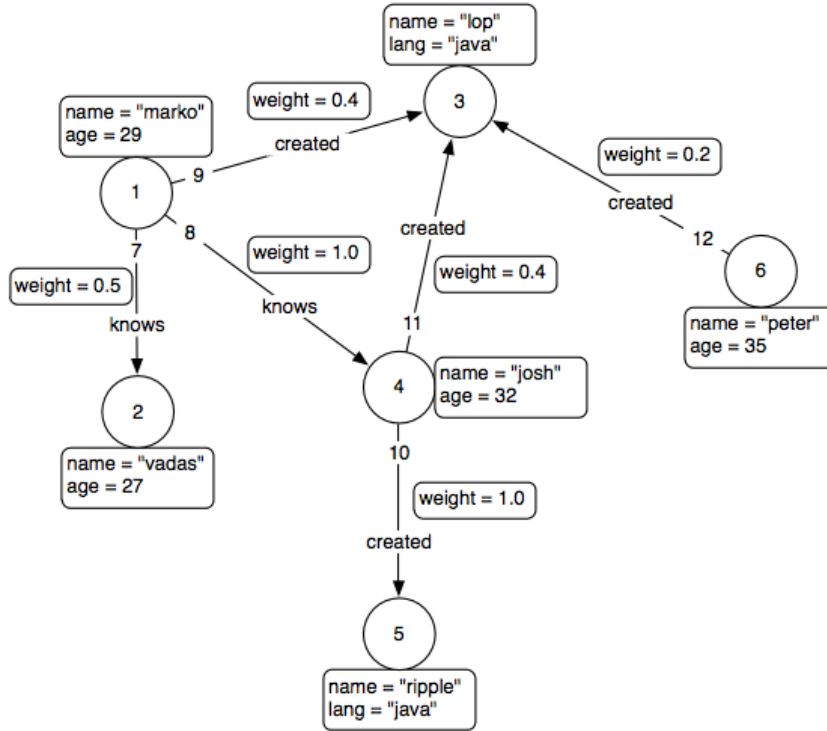 name = "lop"
lang = "java"
3
weight = 0.4
name = "marko"
age = 29
created
9
1
8
7
weight = 0.2
created
12
6
name = "peter"
age = 35
created
weight = 1.0
weight = 0.4
weight = 0.5
knows
knows
11
4
name = "josh"
age = 32
2
name = "vadas"
age = 27
10
weight = 1.0
created
5
name = "ripple"
lang = "java"